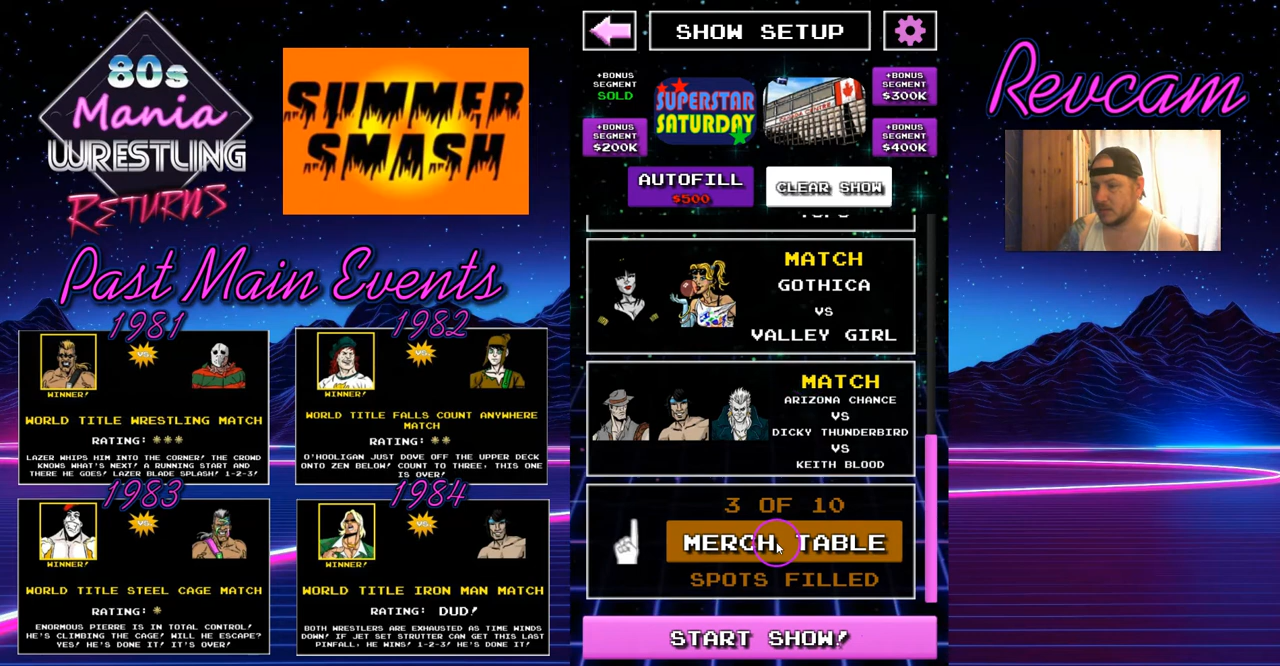 80s
Mania
WRESTLING
RETURNS
SUMMER
SMASH
Past Main Events
1981
VS
WINNER!
WORLD TITLE WRESTLING MATCH
RATING: ***
LAZER WHIPS HIM INTO THE CORNER! THE CROWD
KNOWS WHAT'S NEXT! A RUNNING START AND
THERE HE GOES! LAZER BLADE SPLASH! 1-2-3!
1982
VS
WINNER!
WORLD TITLE FALLS COUNT ANYWHERE
MATCH
RATING: **
O'HOOLIGAN JUST DOVE OFF THE UPPER DECK
ONTO ZEN BELOW! COUNT TO THREE, THIS ONE
IS OVER!
1983
VS
WINNER!
WORLD TITLE STEEL CAGE MATCH
RATING: *
ENORMOUS PIERRE IS IN TOTAL CONTROL!
HE'S CLIMBING THE CAGE! WILL HE ESCAPE?
YES! HE'S DONE IT! IT'S OVER!
1984
VS
WINNER!
WORLD TITLE IRON MAN MATCH
RATING: DUD!
BOTH WRESTLERS ARE EXHAUSTED AS TIME WINDS
DOWN! IF JET SET STRUTTER CAN GET THIS LAST
PINFALL, HE WINS! 1-2-3! HE'S DONE IT!
SHOW SETUP
+BONUS
SEGMENT
SOLD
+BONUS
SEGMENT
$200K
SUPERSTAR
SATURDAY
+BONUS
SEGMENT
$300K
+BONUS
SEGMENT
$400K
AUTOFILL
$500
CLEAR SHOW
MATCH
GOTHICA
VS
VALLEY GIRL
MATCH
ARIZONA CHANCE
VS
DICKY THUNDERBIRD
VS
KEITH BLOOD
3 OF 10
MERCH TABLE
SPOTS FILLED
START SHOW!
Revcam